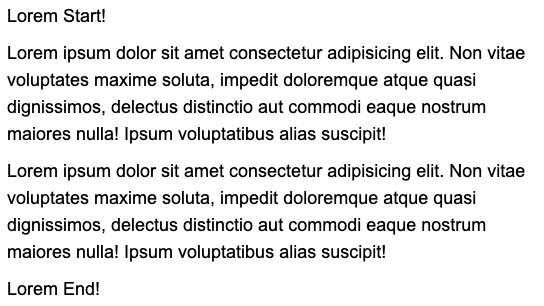 Lorem Start!
Lorem ipsum dolor sit amet consectetur adipisicing elit. Non vitae
voluptates maxime soluta, impedit doloremque atque quasi
dignissimos, delectus distinctio aut commodi eaque nostrum
maiores nulla! Ipsum voluptatibus alias suscipit!
Lorem ipsum dolor sit amet consectetur adipisicing elit. Non vitae
voluptates maxime soluta, impedit doloremque atque quasi
dignissimos, delectus distinctio aut commodi eaque nostrum
maiores nulla! Ipsum voluptatibus alias suscipit!
Lorem End!